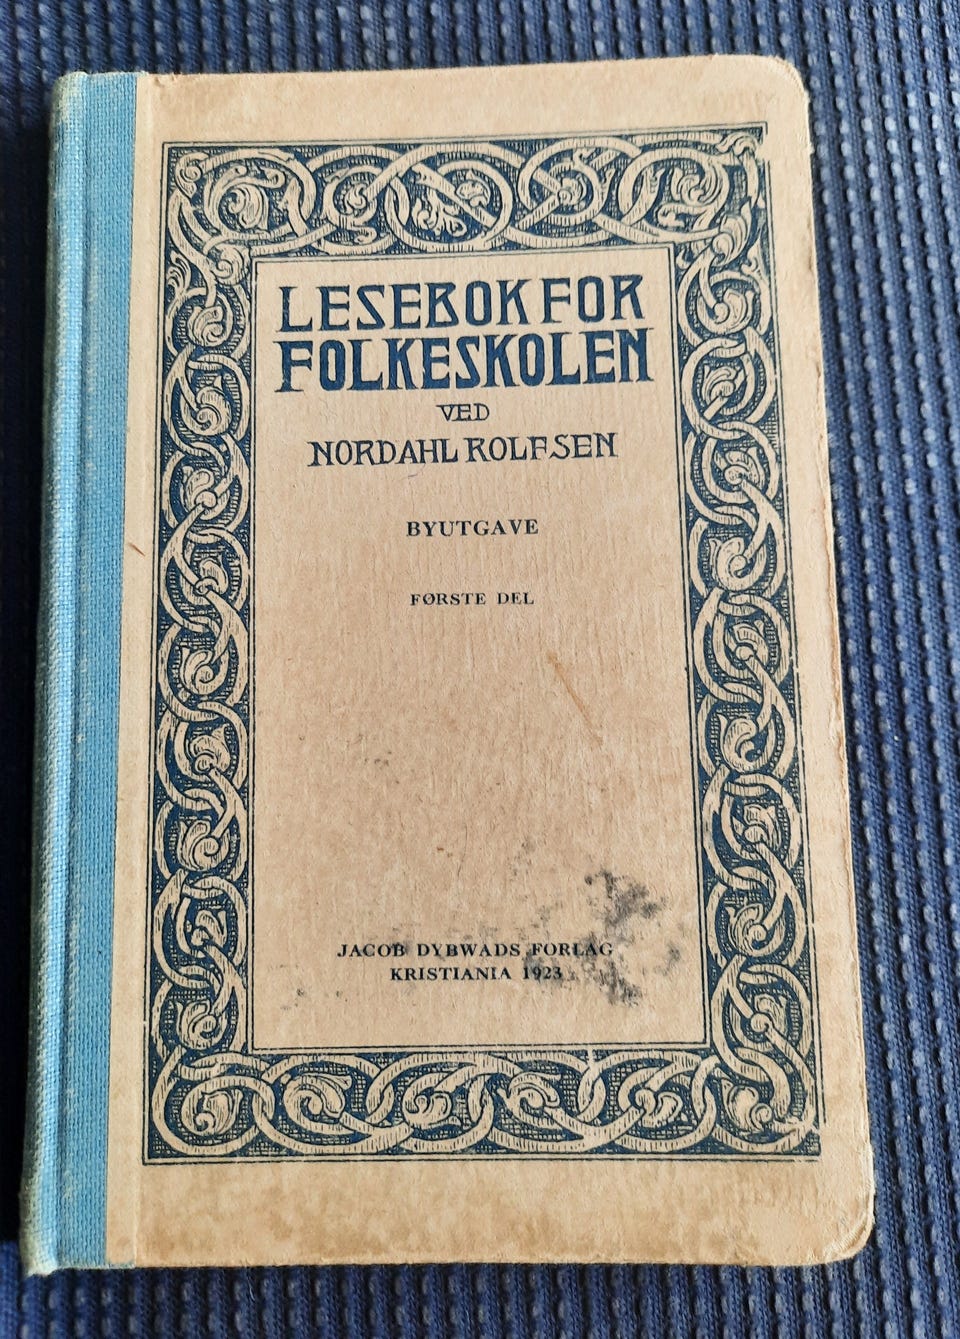 LESEBOK FOR
FOLKESKOLEN
VED
NORDAHL ROLFSEN
BYUTGAVE
FØRSTE DEL
JACOB DYBWADS FORLAG
KRISTIANIA 1923